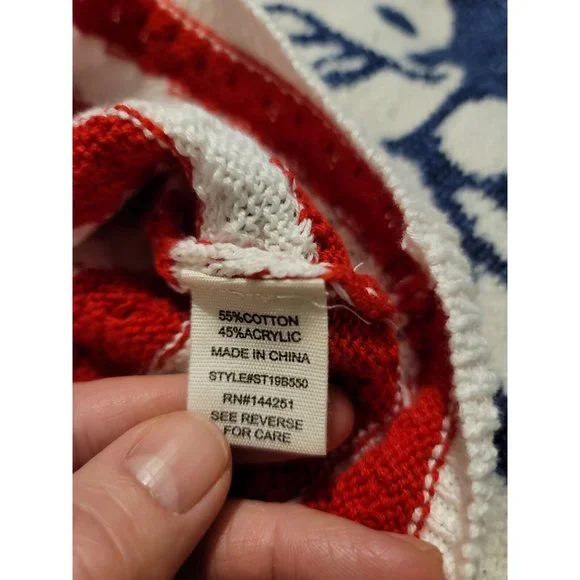 55%COTTON
45%ACRYLIC
MADE IN CHINA
STYLE#ST19B550
RN#144251
SEE REVERSE
FOR CARE